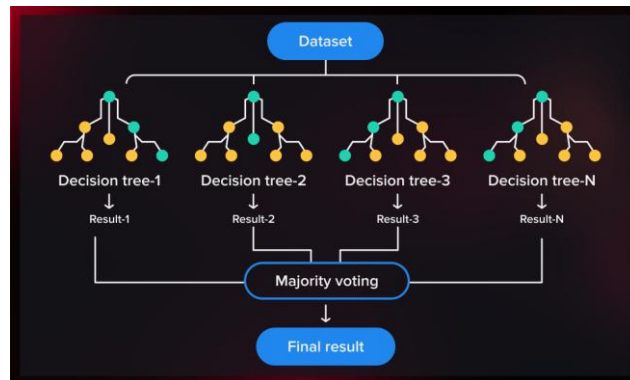 Dataset
Decision tree-1 Decision tree-2 Decision tree-3 Decision tree-N
Result-1 Result-2 Result-3 Result-N
Majority voting
Final result